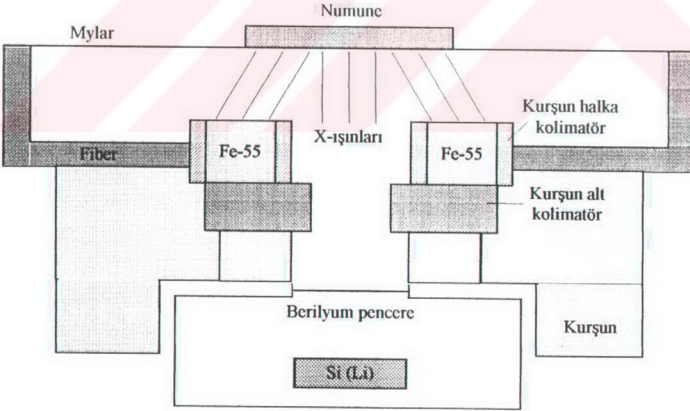 Numune
Mylar
Kurşun halka
kolimatör
X-ışınları
Fe-55
Fe-55
Fiber
Kurşun alt
kolimatör
Berilyum pencere
Kurşun
Si (Li)